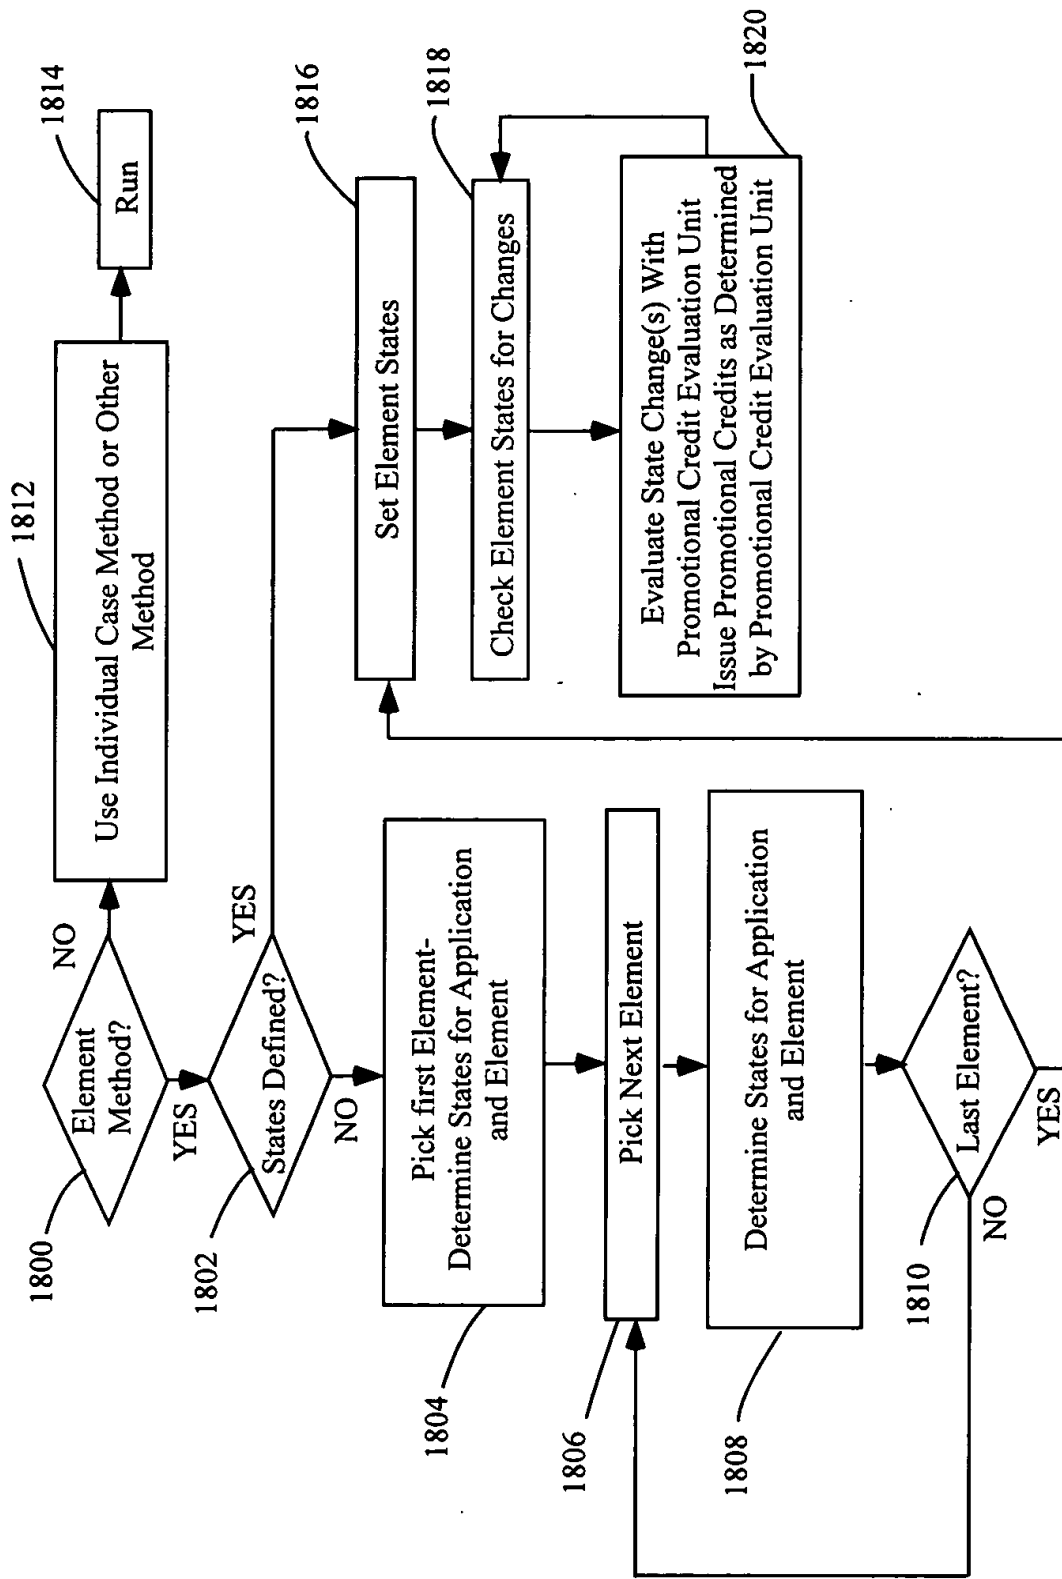 1800
Element
Method?
NO
YES
1812
Use Individual Case Method or Other
Method
1814
Run
1802
States Defined?
YES
NO
1804
Pick first Element-
Determine States for Application
and Element
1806
Pick Next Element
1808
Determine States for Application
and Element
1810
Last Element?
NO
YES
1816
Set Element States
1818
Check Element States for Changes
1820
Evaluate State Change(s) With
Promotional Credit Evaluation Unit
Issue Promotional Credits as Determined
by Promotional Credit Evaluation Unit